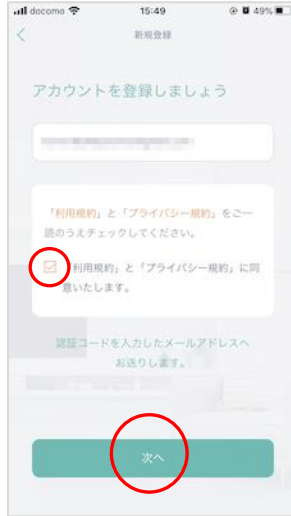 docomo 15:49 49%
新規登録
アカウントを登録しましょう
「利用規約」と「プライバシー規約」をご一
読のうえチェックしてください。
「利用規約」と「プライバシー規約」に同
意いたします。
認証コードを入力したメールアドレスへ
お送りします。
次へ